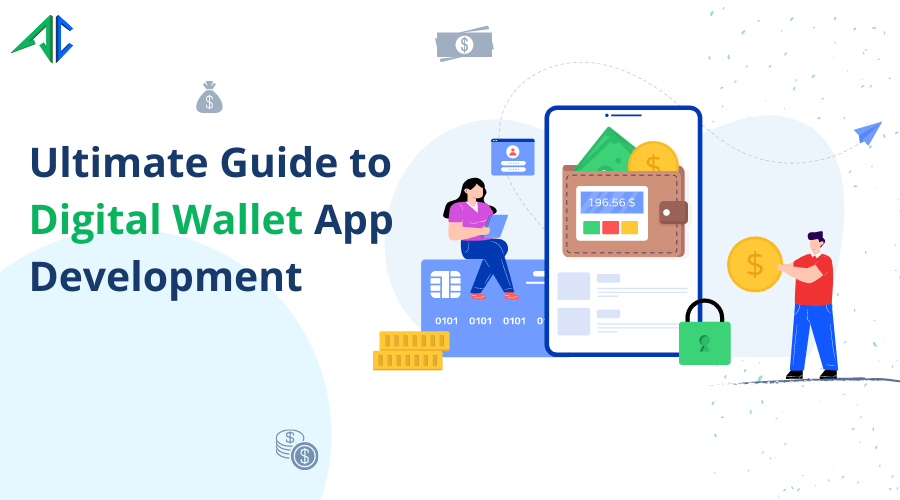 Ultimate Guide to
Digital Wallet App
Development
196.56 $
0101 0101 0101